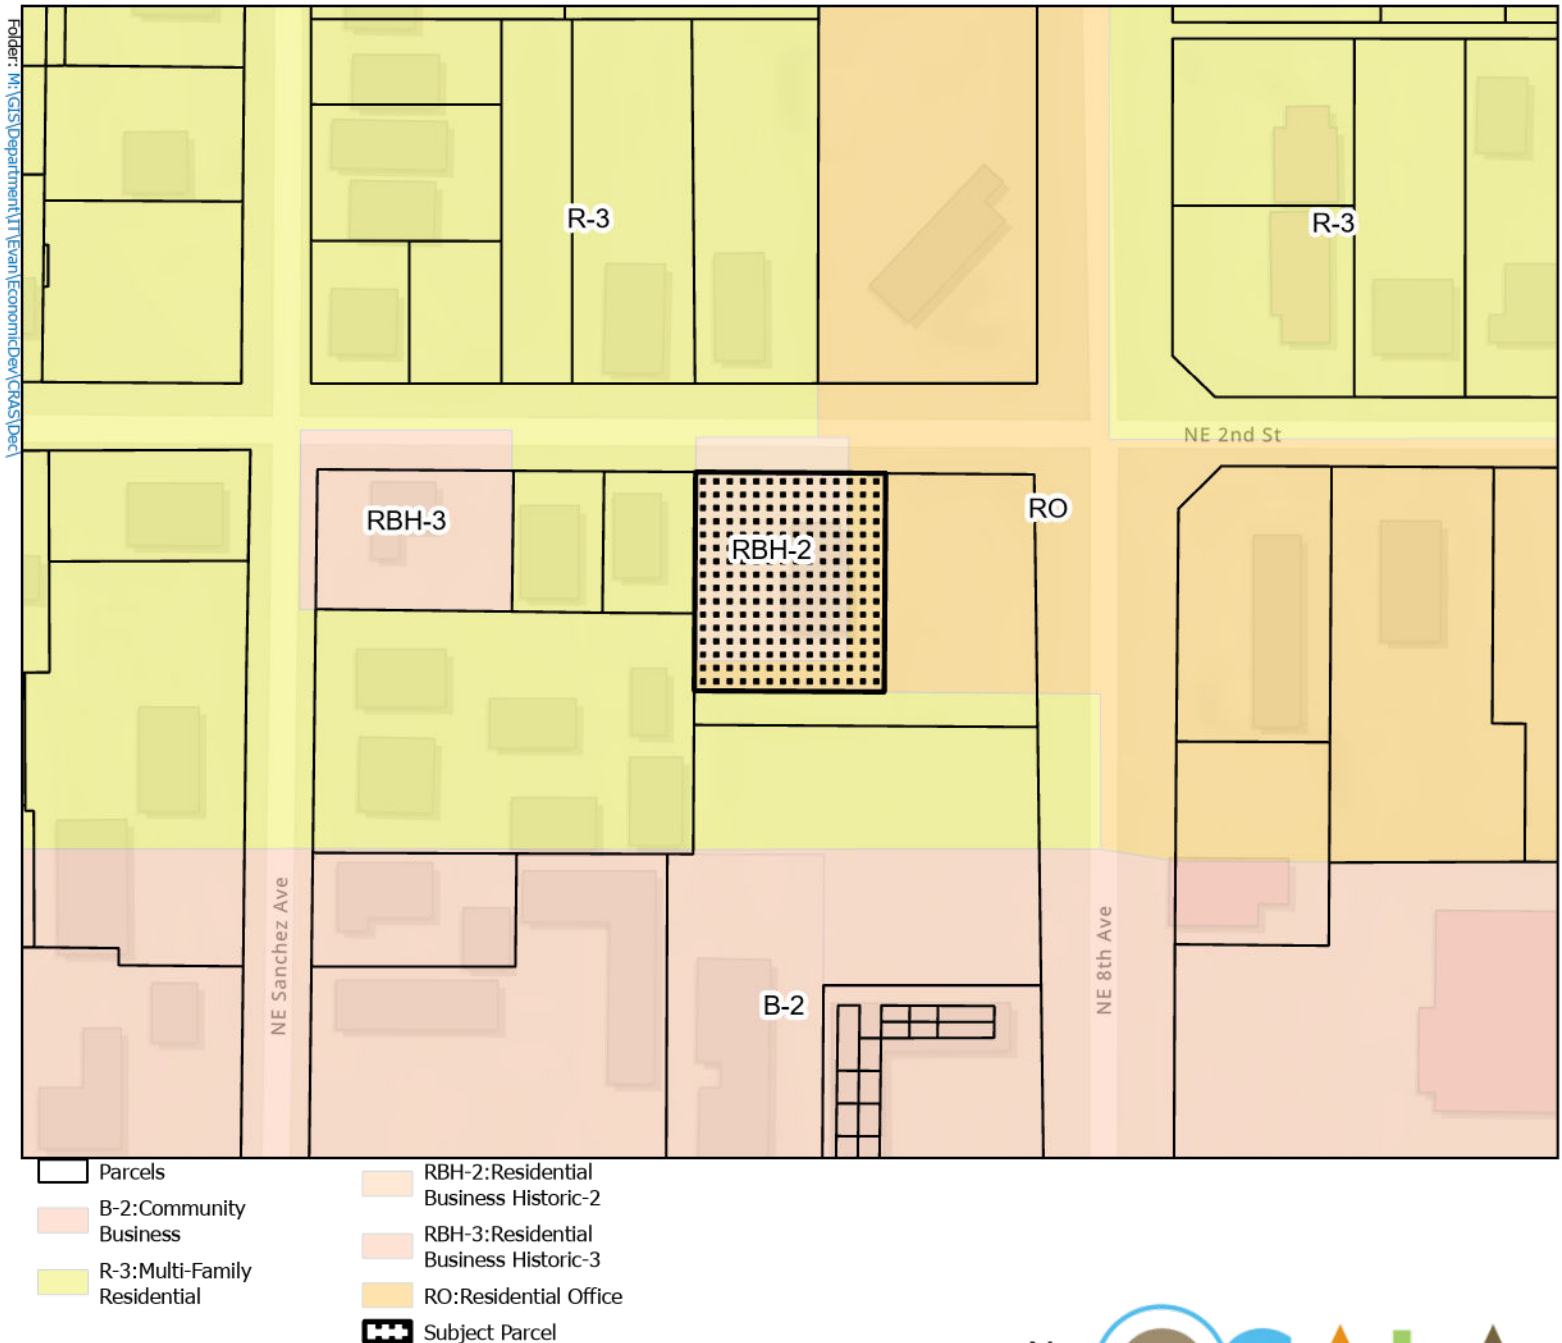 Folder: M:\GIS\Department\IT\Evan\EconomicDev\CRAS\Dec\
R-3
R-3
NE 2nd St
RBH-3
RO
RBH-2
NE Sanchez Ave
NE 8th Ave
B-2
Parcels
B-2:Community
Business
R-3:Multi-Family
Residential
RBH-2:Residential
Business Historic-2
RBH-3:Residential
Business Historic-3
RO:Residential Office
Subject Parcel